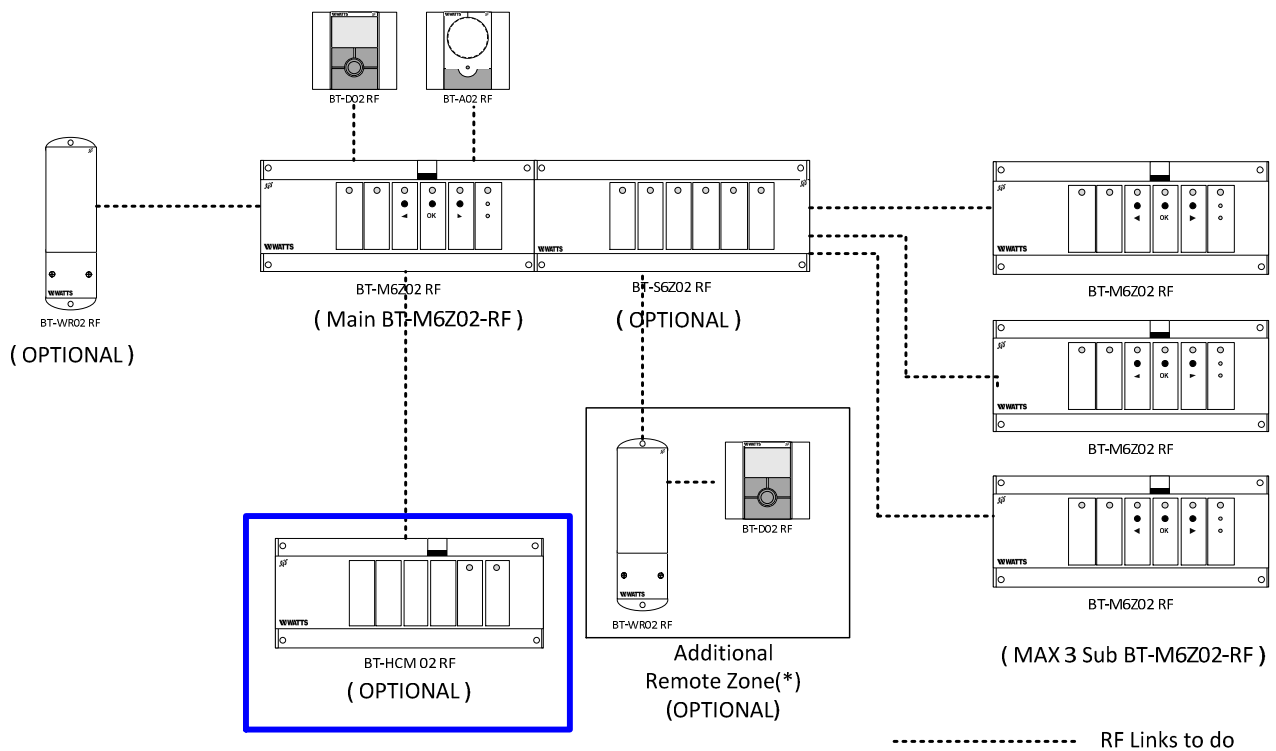 WATTS
WATTS
BT-D02 RF
BT-A02 RF
OK
WATTS
WATTS
BT-M6Z02 RF
( Main BT-M6Z02-RF )
BT-S6Z02 RF
( OPTIONAL )
WATTS
BT-WR02 RF
( OPTIONAL )
OK
WATTS
BT-M6Z02 RF
OK
WATTS
BT-M6Z02 RF
OK
WATTS
BT-M6Z02 RF
( MAX 3 Sub BT-M6Z02-RF )
WATTS
BT-HCM 02 RF
( OPTIONAL )
WATTS
BT-D02 RF
WATTS
BT-WR02 RF
Additional
Remote Zone(*)
(OPTIONAL)
RF Links to do